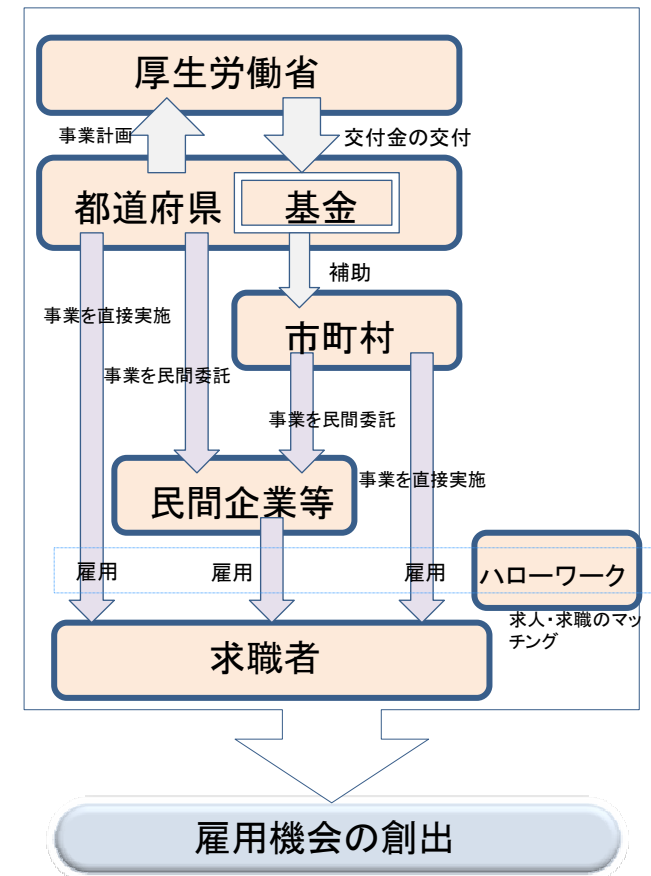 厚生労働省
事業計画
交付金の交付
都道府県
基金
補助
事業を直接実施
市町村
事業を民間委託
事業を民間委託
事業を直接実施
民間企業等
雇用
雇用
雇用
ハローワーク
求人・求職のマッ
チング
求職者
雇用機会の創出